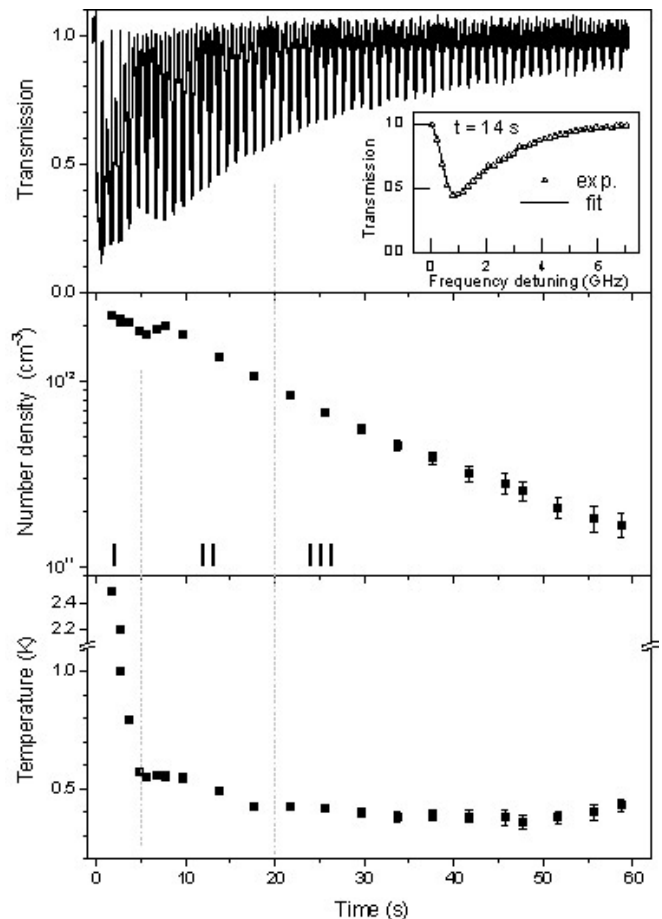 Transmission
1.0
0.5
0.0
Transmission
1.0
0.5
0.0
t = 14 s
exp.
fit
0 2 4 6
Frequency detuning (GHz)
Number density (cm⁻³)
10¹²
10¹¹
I II III
Temperature (K)
2.4
2.2
1.0
0.5
0 10 20 30 40 50 60
Time (s)